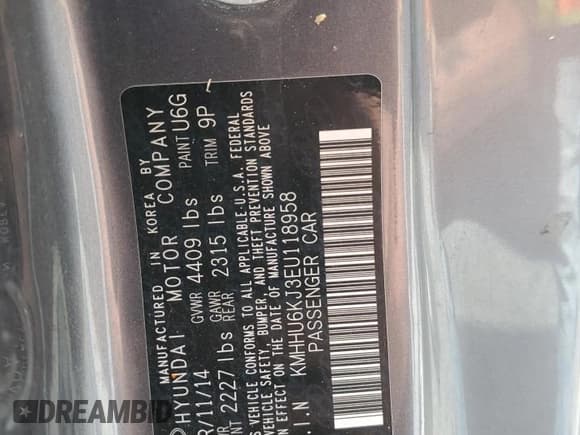 MANUFACTURED IN KOREA BY
HYUNDAI MOTOR COMPANY
R/11/14 GVWR 4409 lbs PAINT U6G
GAWR TRIM 9P
NT 2227 lbs REAR 2315 lbs
S VEHICLE CONFORMS TO ALL APPLICABLE U.S.A. FEDERAL
VEHICLE SAFETY, BUMPER, AND THEFT PREVENTION STANDARDS
IN EFFECT ON THE DATE OF MANUFACTURE SHOWN ABOVE
I N KMHHU6KJ3EU118958
PASSENGER CAR
DREAMBID